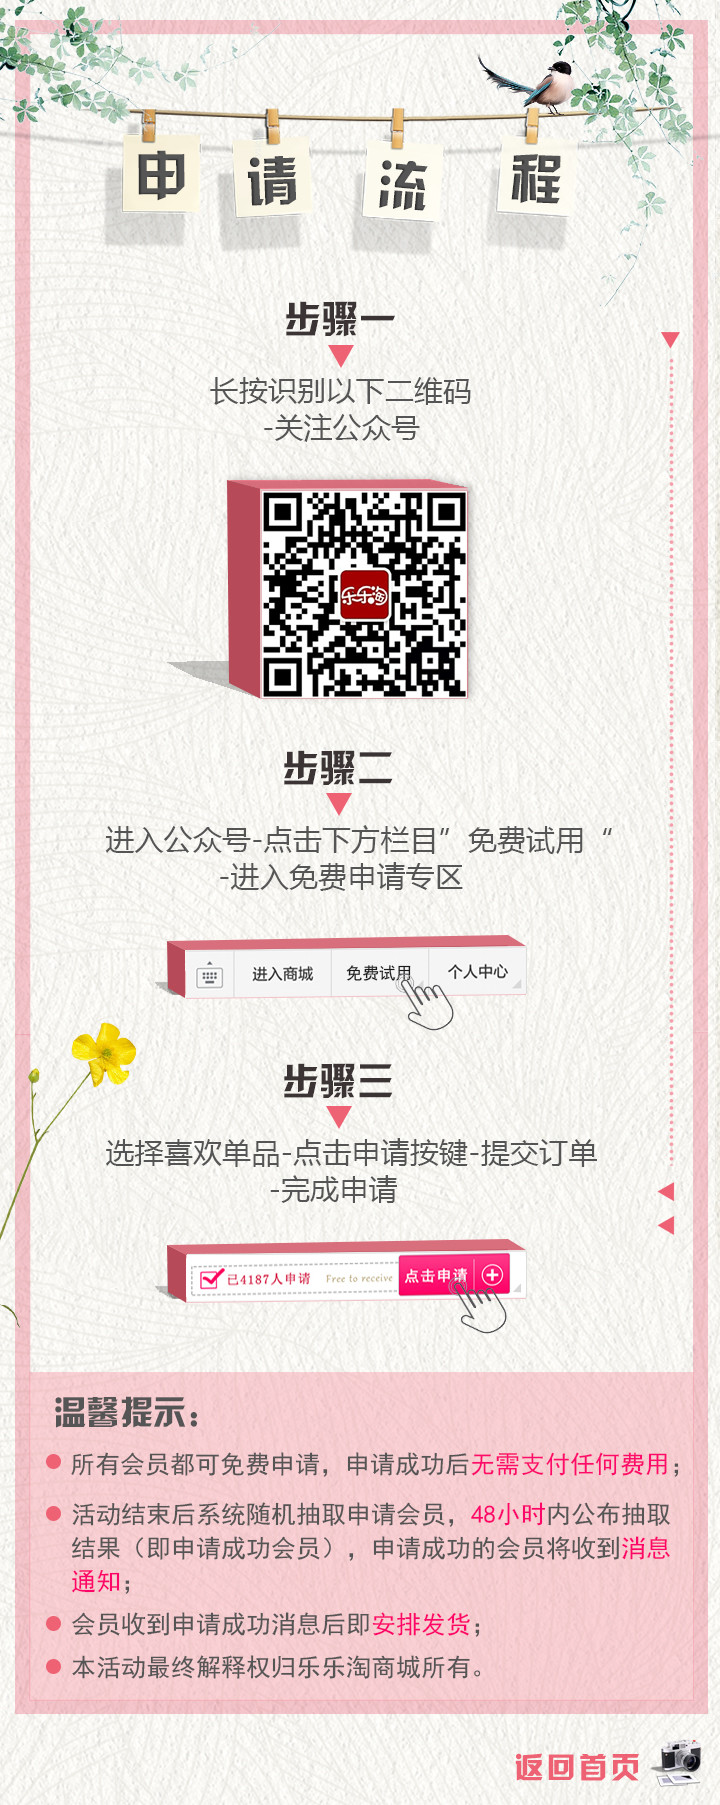 申请流程
步骤一
长按识别以下二维码
-关注公众号
乐乐淘
步骤二
进入公众号-点击下方栏目”免费试用“
-进入免费申请专区
进入商城 免费试用 个人中心
步骤三
选择喜欢单品-点击申请按键-提交订单
-完成申请
已4187人申请 Free to receive 点击申请
温馨提示：
所有会员都可免费申请，申请成功后无需支付任何费用；
活动结束后系统随机抽取申请会员，48小时内公布抽取
结果（即申请成功会员），申请成功的会员将收到消息
通知；
会员收到申请成功消息后即安排发货；
本活动最终解释权归乐乐淘商城所有。
返回首页